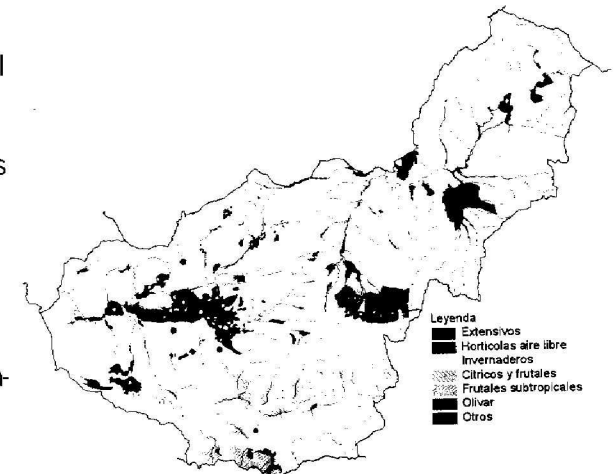 l
s
n-
Leyenda
Extensivos
Horticolas aire libre
Invernaderos
Citricos y frutales
Frutales subtropicales
Olivar
Otros